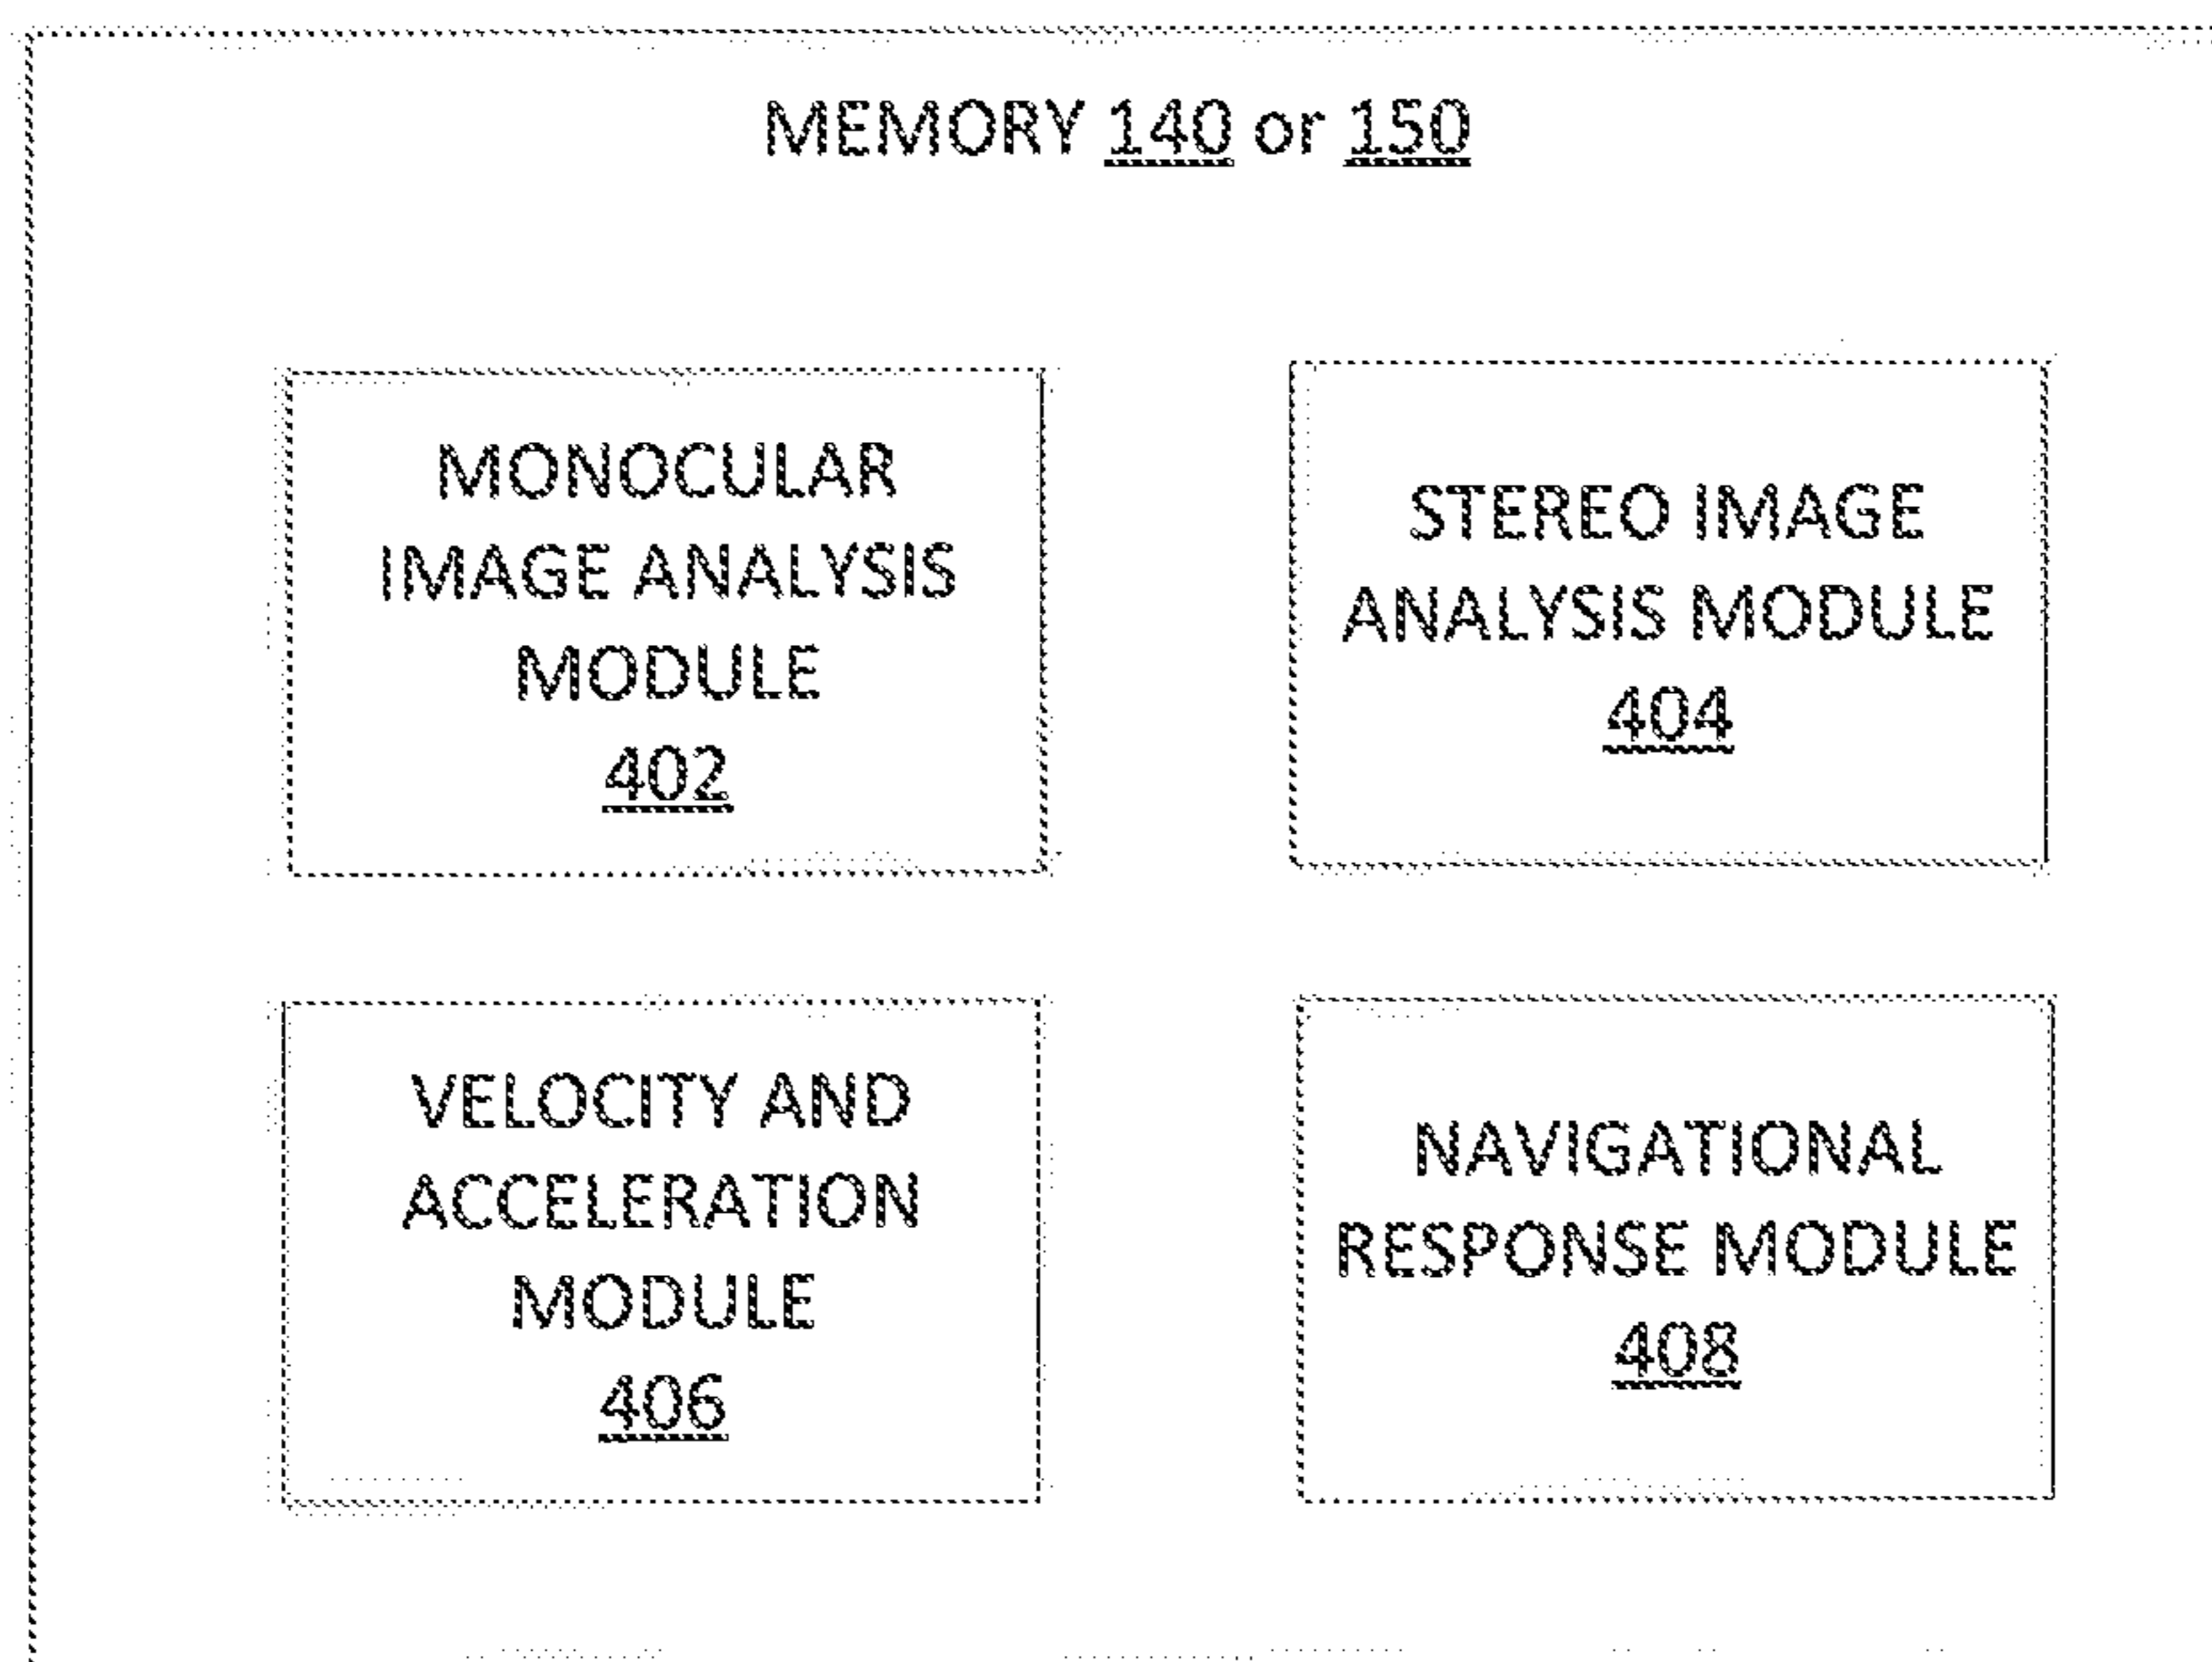 MEMORY 140 or 150
MONOCULAR
IMAGE ANALYSIS
MODULE
402
STEREO IMAGE
ANALYSIS MODULE
404
VELOCITY AND
ACCELERATION
MODULE
406
NAVIGATIONAL
RESPONSE MODULE
408